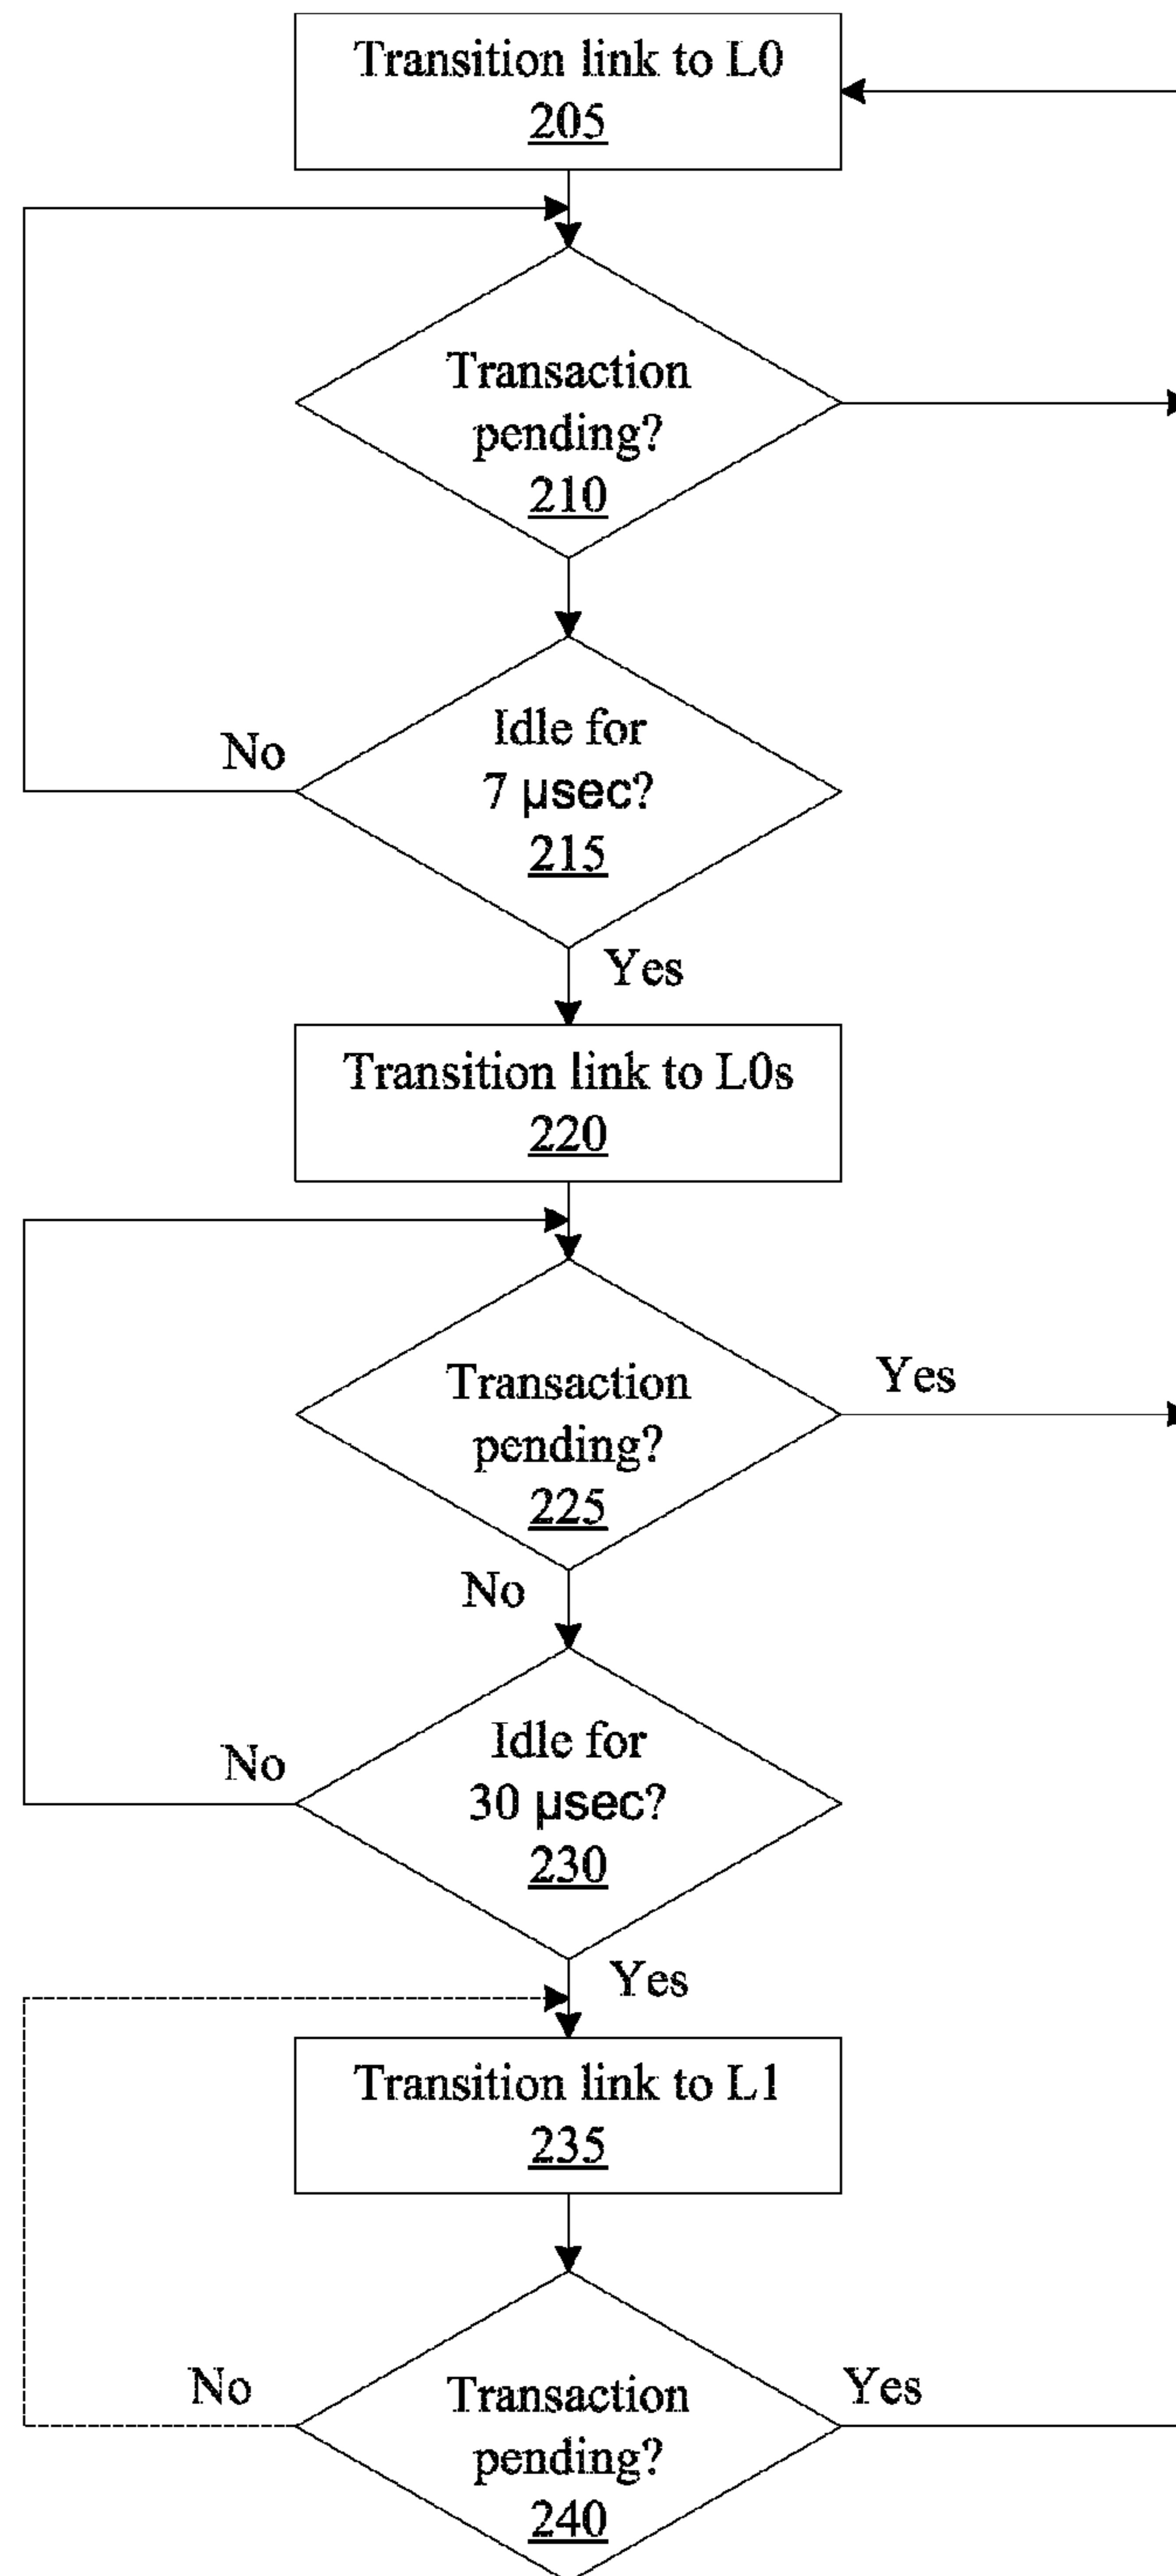 Transition link to L0
205
Transaction
pending?
210
Idle for
7 µsec?
215
No
Yes
Transition link to L0s
220
Transaction
pending?
225
Yes
No
Idle for
30 µsec?
230
No
Yes
Transition link to L1
235
Transaction
pending?
240
No
Yes